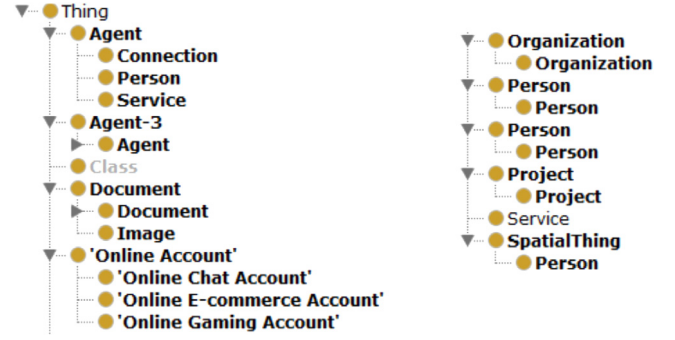 Thing
Agent
Connection
Person
Service
Agent-3
Agent
Class
Document
Document
Image
'Online Account'
'Online Chat Account'
'Online E-commerce Account'
'Online Gaming Account'
Organization
Organization
Person
Person
Person
Person
Project
Project
Service
SpatialThing
Person